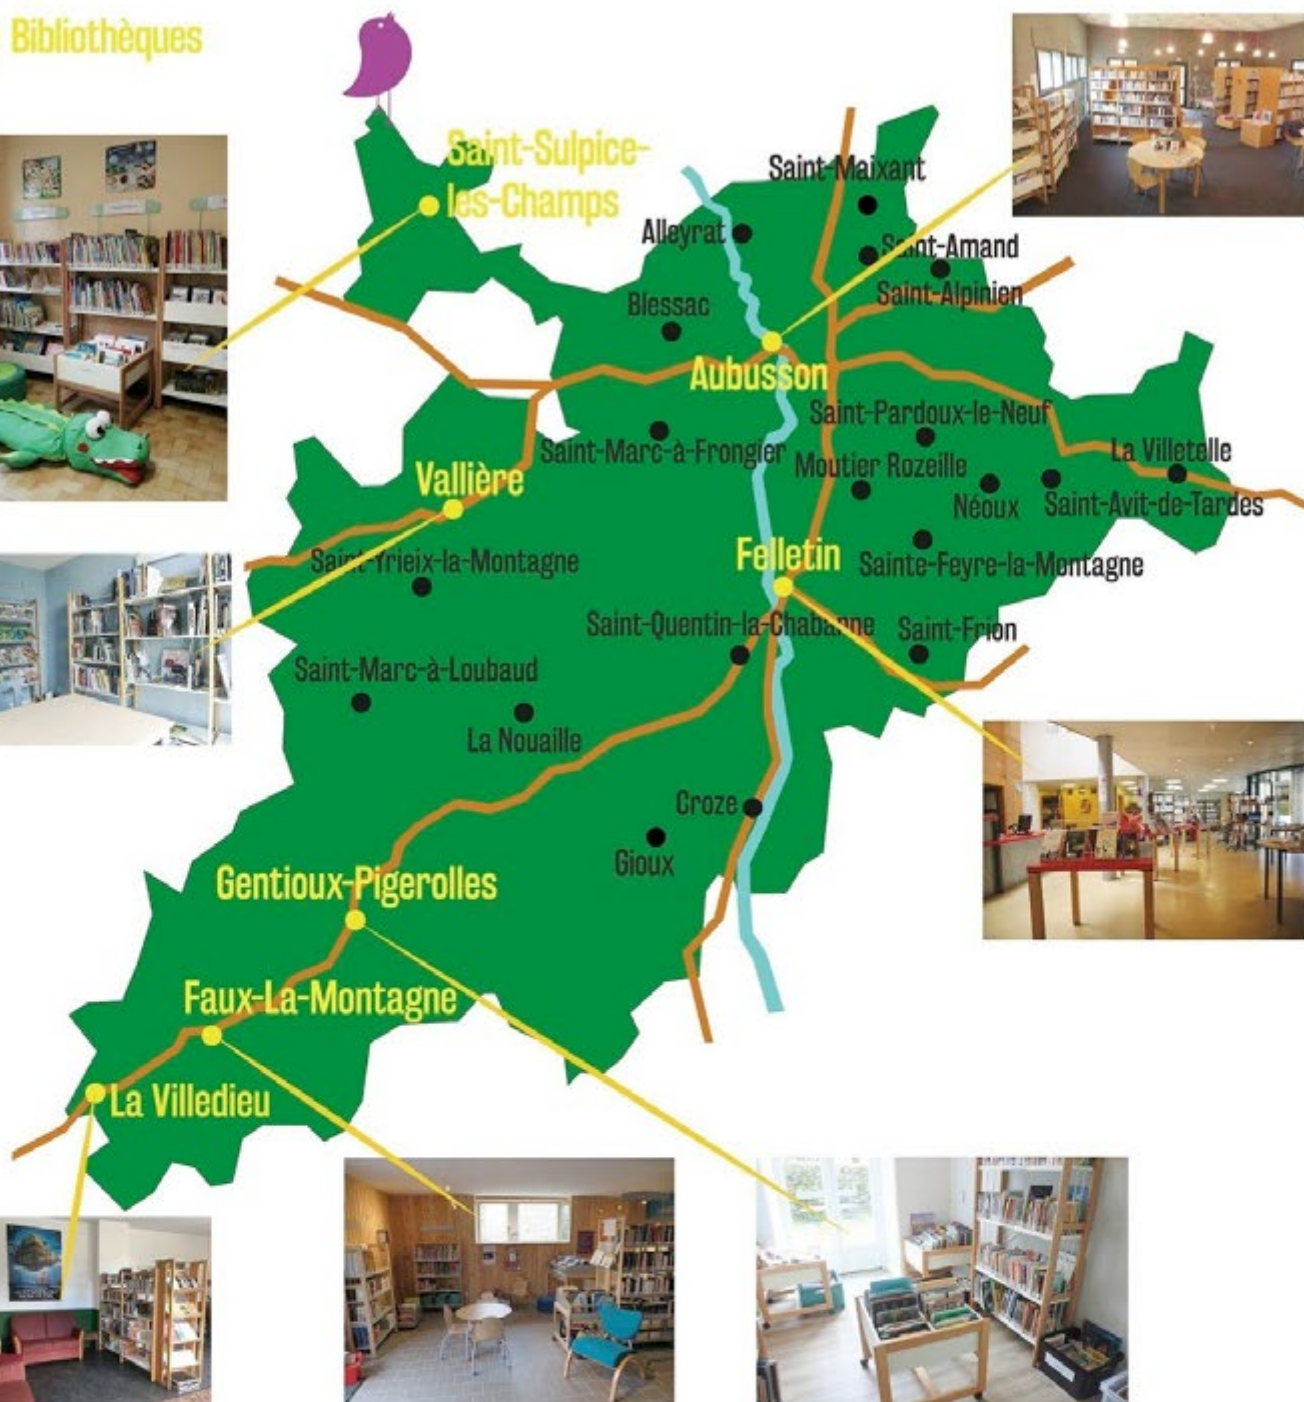 Bibliothèques
Saint-Sulpice-
les-Champs
Saint-Maixant
Alleyrat
Saint-Amand
Saint-Alpinien
Blessac
Aubusson
Saint-Pardoux-le-Neuf
Saint-Marc-à-Frongier
Moutier Rozeille
La Villetelle
Vallière
Néoux
Saint-Avit-de-Tardes
Felletin
Saint-Yrieix-la-Montagne
Sainte-Feyre-la-Montagne
Saint-Quentin-la-Chabanne
Saint-Frion
Saint-Marc-à-Loubaud
La Nouaille
Croze
Gioux
Gentioux-Pigerolles
Faux-La-Montagne
La Villedieu